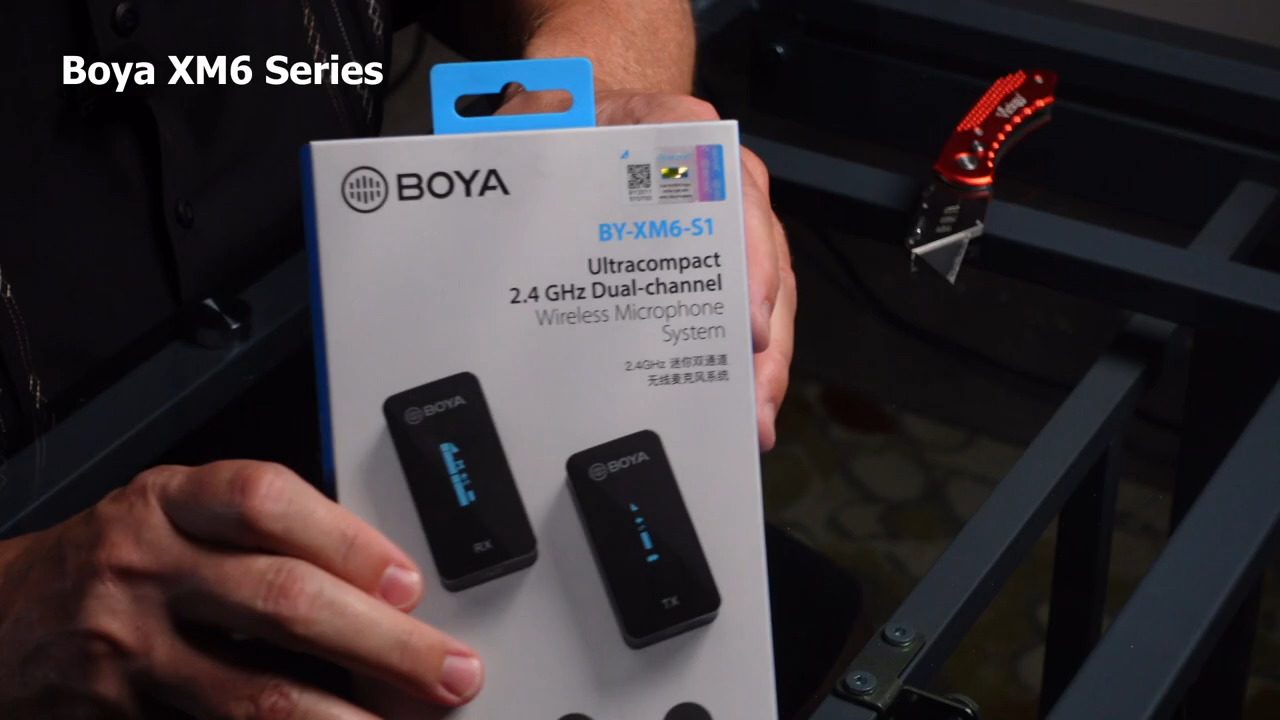 Boya XM6 Series
BOYA
BY-XM6-S1
Ultracompact
2.4 GHz Dual-channel
Wireless Microphone
System
2.4GHz 迷你双通道
无线麦克风系统
BOYA
RX
BOYA
TX